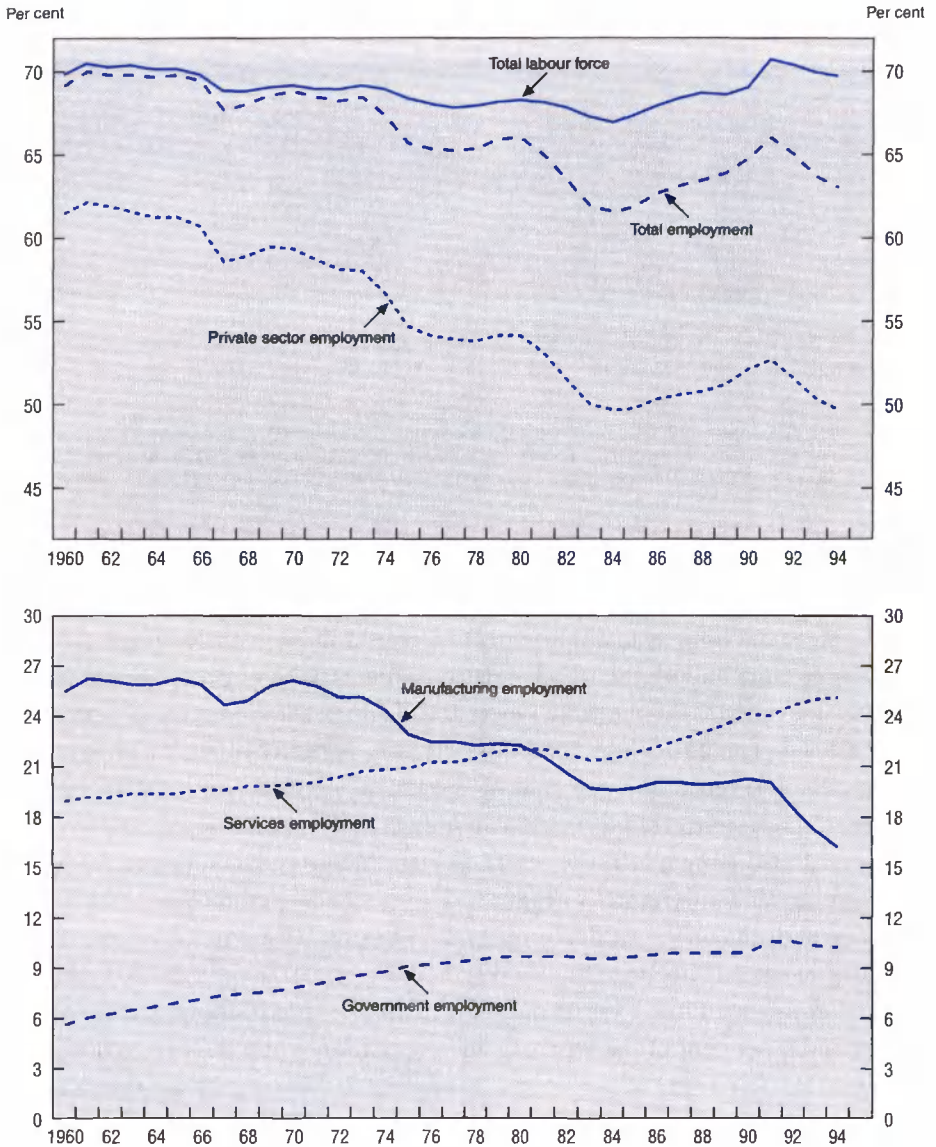 Per cent Per cent
Total labour force
70 70
65 65
Total employment
60 60
55 55
Private sector employment
50 50
45 45
1960 62 64 66 68 70 72 74 76 78 80 82 84 86 88 90 92 94
30 30
27 27
Manufacturing employment
24 24
21 21
18 18
Services employment
15 15
12 12
9 9
Government employment
6 6
3 3
0 0
1960 62 64 66 68 70 72 74 76 78 80 82 84 86 88 90 92 94